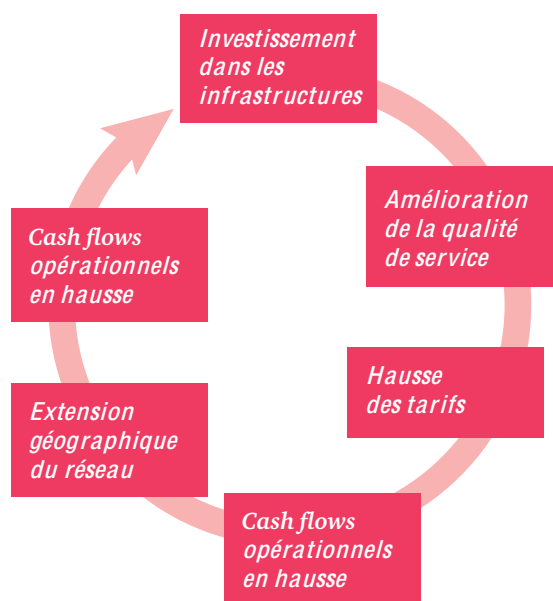 Investissement
dans les
infrastructures
Amélioration
de la qualité
de service
Hausse
des tarifs
Cash flows
opérationnels
en hausse
Extension
géographique
du réseau
Cash flows
opérationnels
en hausse